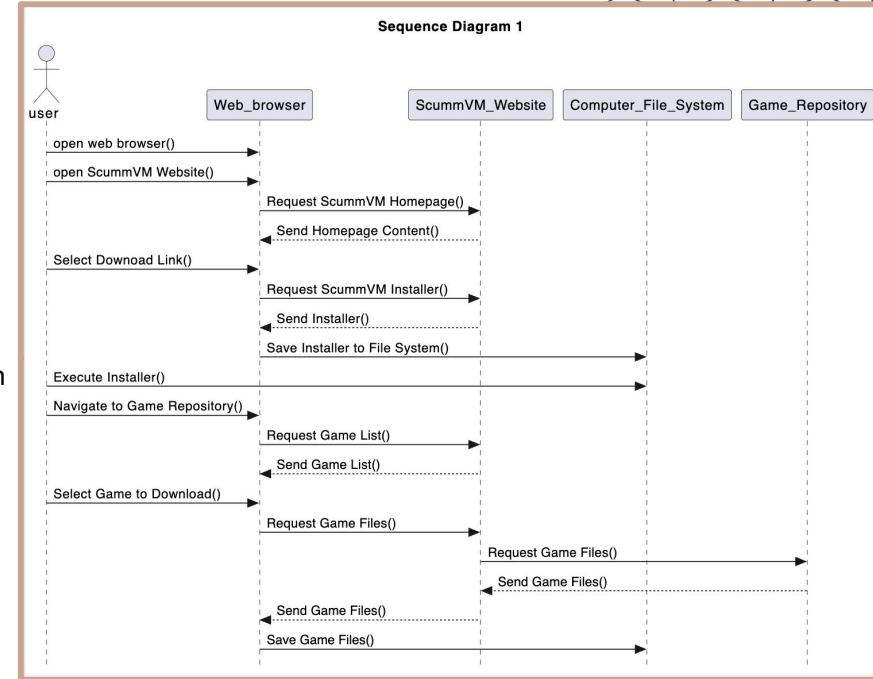 Sequence Diagram 1
user
Web_browser
ScummVM_Website
Computer_File_System
Game_Repository
open web browser()
open ScummVM Website()
Request ScummVM Homepage()
Send Homepage Content()
Select Downoad Link()
Request ScummVM Installer()
Send Installer()
Save Installer to File System()
Execute Installer()
Navigate to Game Repository()
Request Game List()
Send Game List()
Select Game to Download()
Request Game Files()
Request Game Files()
Send Game Files()
Send Game Files()
Save Game Files()